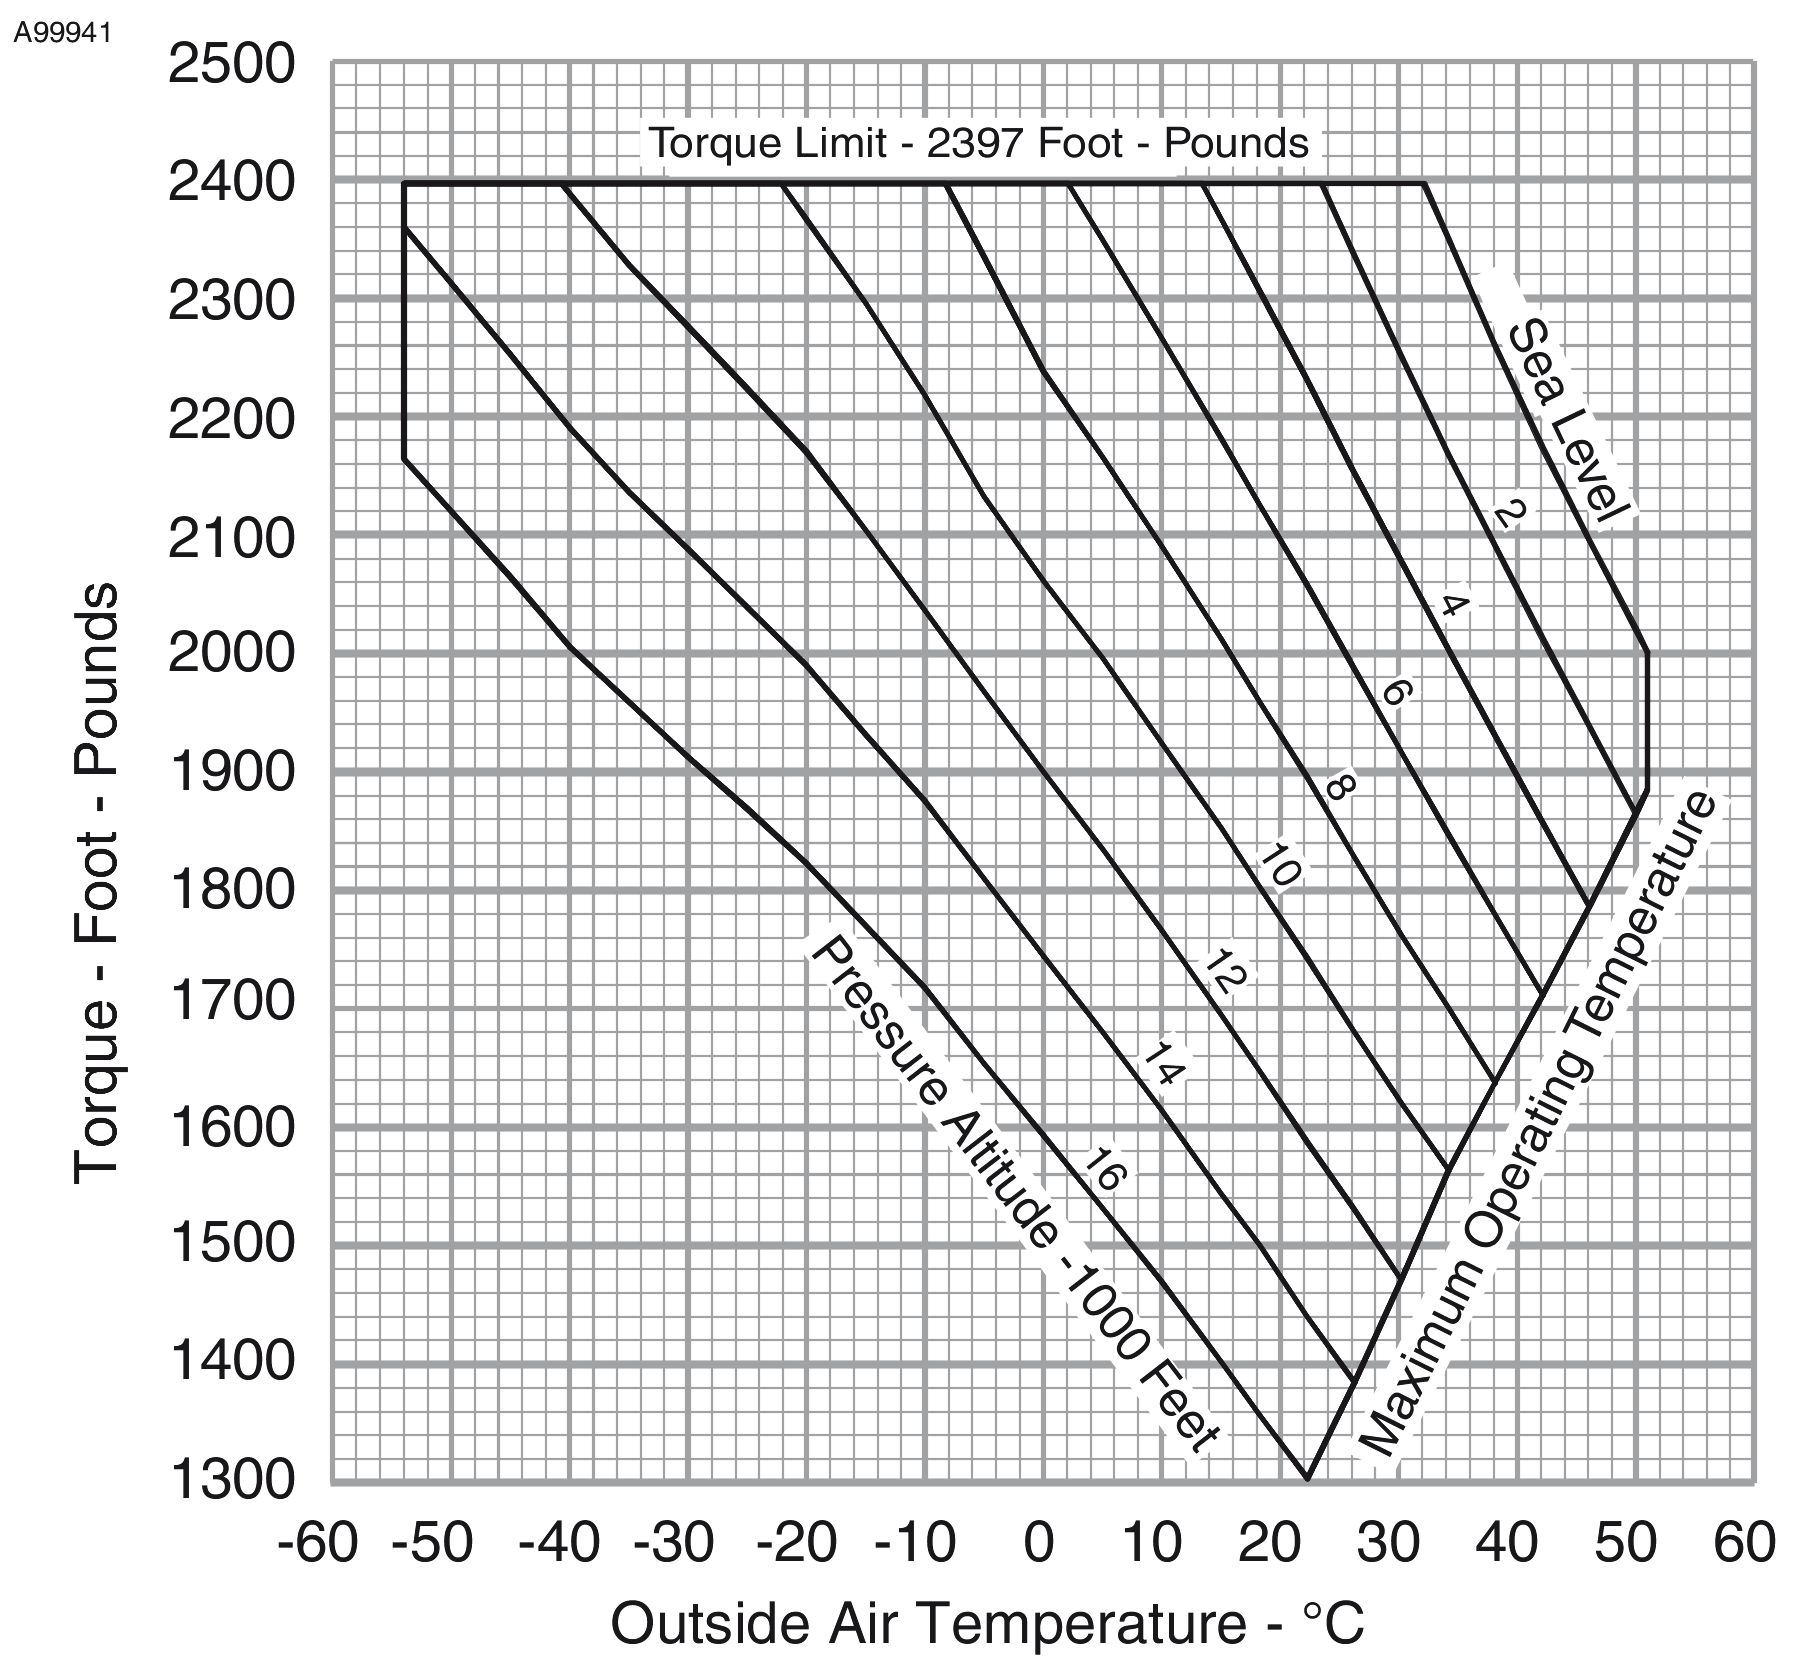 A99941
2500
Torque Limit - 2397 Foot - Pounds
2400
2300
Sea Level
2200
2
2100
4
2000
6
1900
8
1800
10
12
1700
14
1600
16
1500
1400
1300
Torque - Foot - Pounds
Pressure Altitude -1000 Feet
Maximum Operating Temperature
-60 -50 -40 -30 -20 -10 0 10 20 30 40 50 60
Outside Air Temperature - °C